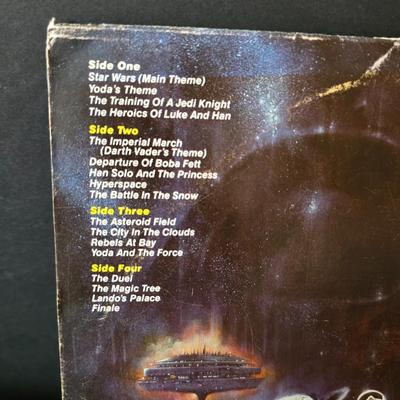 Side One
Star Wars (Main Theme)
Yoda's Theme
The Training Of A Jedi Knight
The Heroics Of Luke And Han
Side Two
The Imperial March
(Darth Vader's Theme)
Departure Of Boba Fett
Han Solo And The Princess
Hyperspace
The Battle In The Snow
Side Three
The Asteroid Field
The City In The Clouds
Rebels At Bay
Yoda And The Force
Side Four
The Duel
The Magic Tree
Lando's Palace
Finale